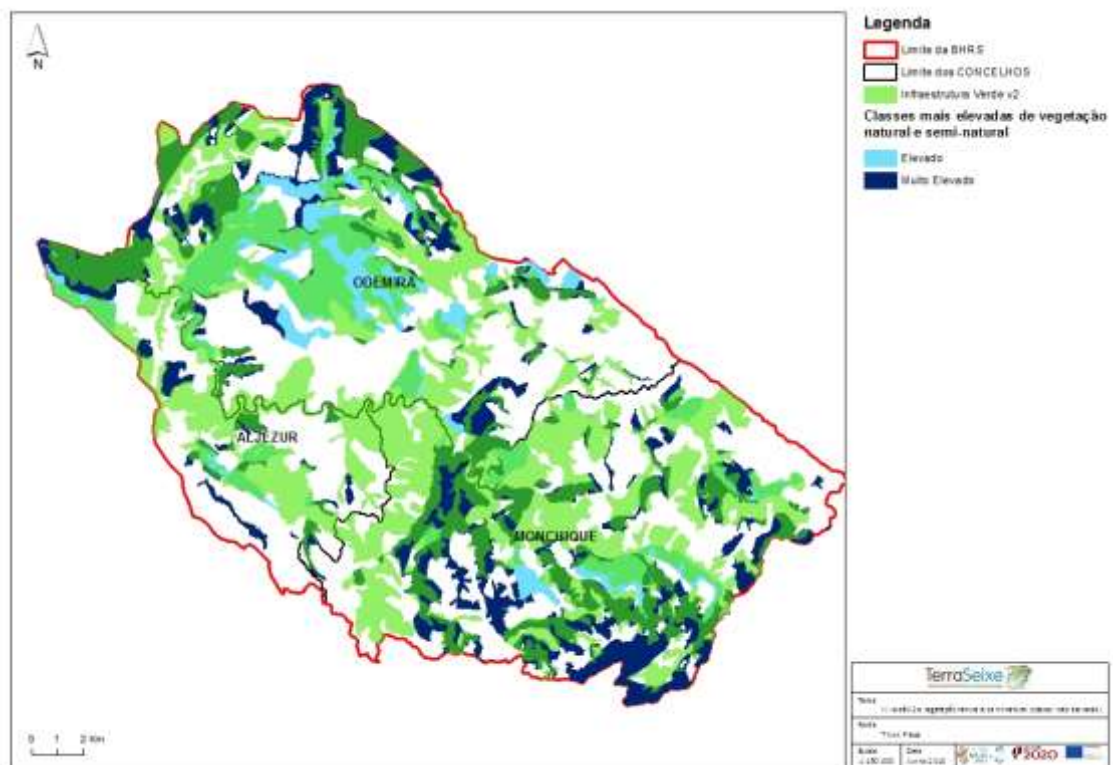 N
ODEMIRA
ALJEZUR
MONCHIQUE
0 1 2 Km
Legenda
Limite da BHRS
Limite dos CONCELHOS
Infraestrutura Verde v2
Classes mais elevadas de vegetação
natural e semi-natural
Elevado
Muito Elevado
TerraSeixe
2020